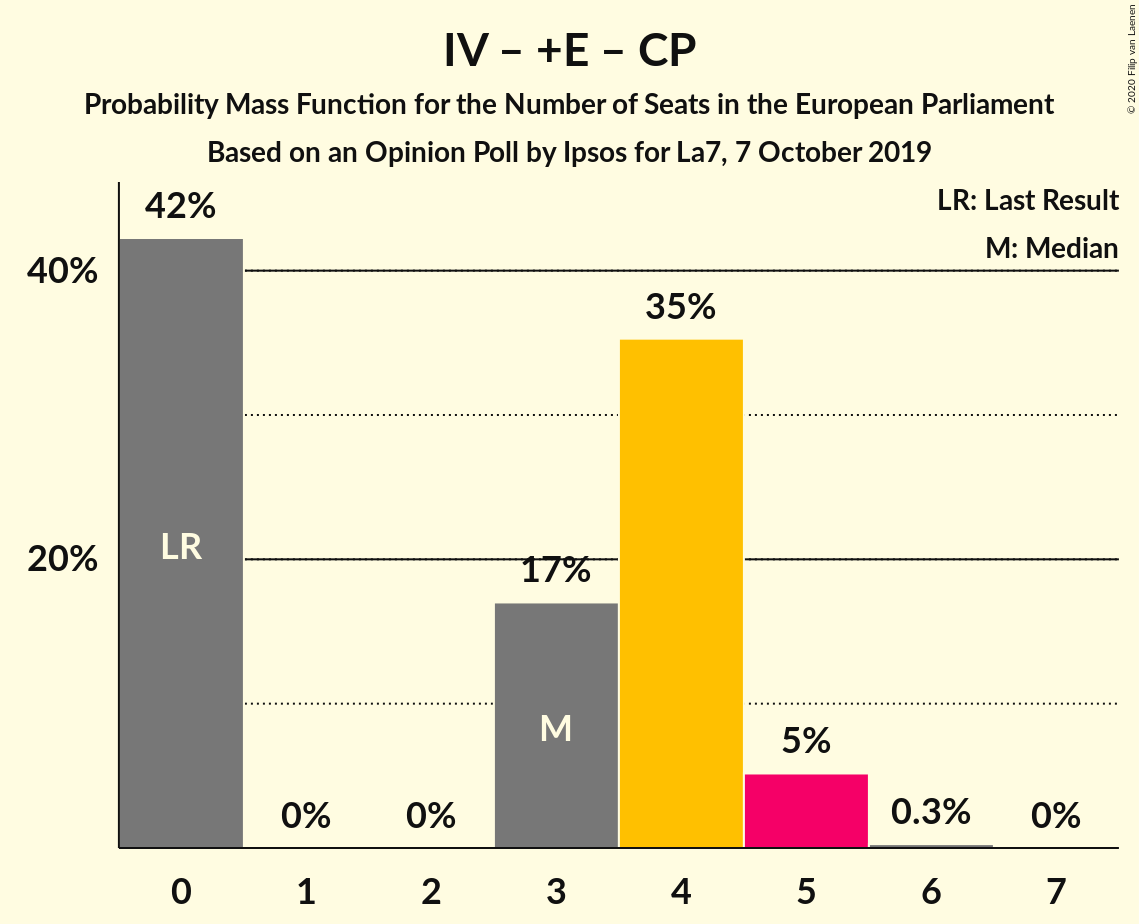 IV – +E – CP
Probability Mass Function for the Number of Seats in the European Parliament
Based on an Opinion Poll by Ipsos for La7, 7 October 2019
© 2020 Filip van Laenen
LR: Last Result
M: Median
42%
40%
35%
20%
17%
LR
M
5%
0%
0%
0.3%
0%
0 1 2 3 4 5 6 7